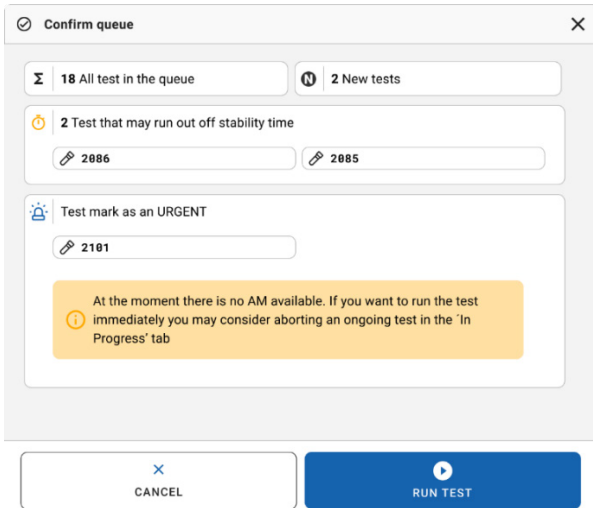 Confirm queue
18 All test in the queue
2 New tests
2 Test that may run out off stability time
2086
2085
Test mark as an URGENT
2101
At the moment there is no AM available. If you want to run the test
immediately you may consider aborting an ongoing test in the ´In
Progress’ tab
CANCEL
RUN TEST